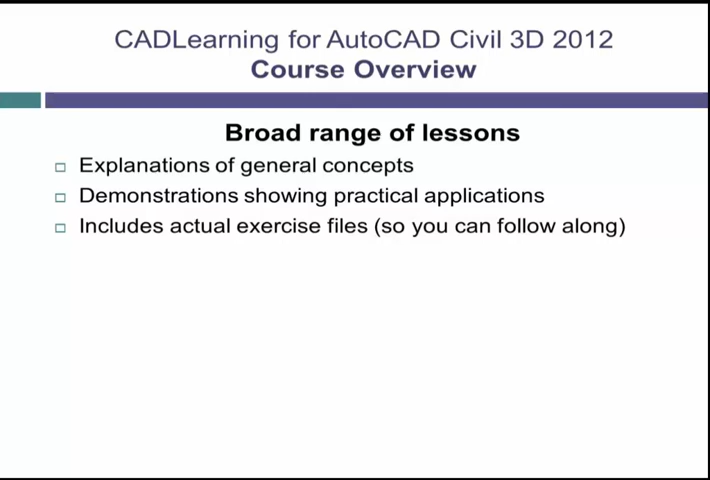 CADLearning for AutoCAD Civil 3D 2012
Course Overview
Broad range of lessons
Explanations of general concepts
Demonstrations showing practical applications
Includes actual exercise files (so you can follow along)